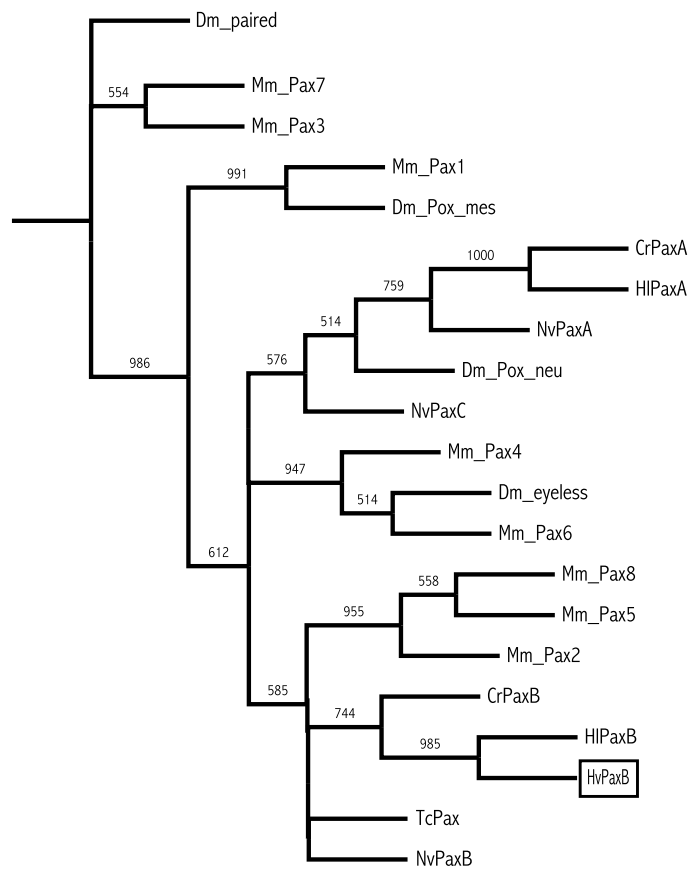 Dm_paired
554
Mm_Pax7
Mm_Pax3
991
Mm_Pax1
Dm_Pox_mes
1000
CrPaxA
HlPaxA
759
NvPaxA
514
Dm_Pox_neu
986
576
NvPaxC
947
Mm_Pax4
514
Dm_eyeless
Mm_Pax6
612
558
Mm_Pax8
Mm_Pax5
955
Mm_Pax2
585
744
CrPaxB
985
HlPaxB
HvPaxB
TcPax
NvPaxB